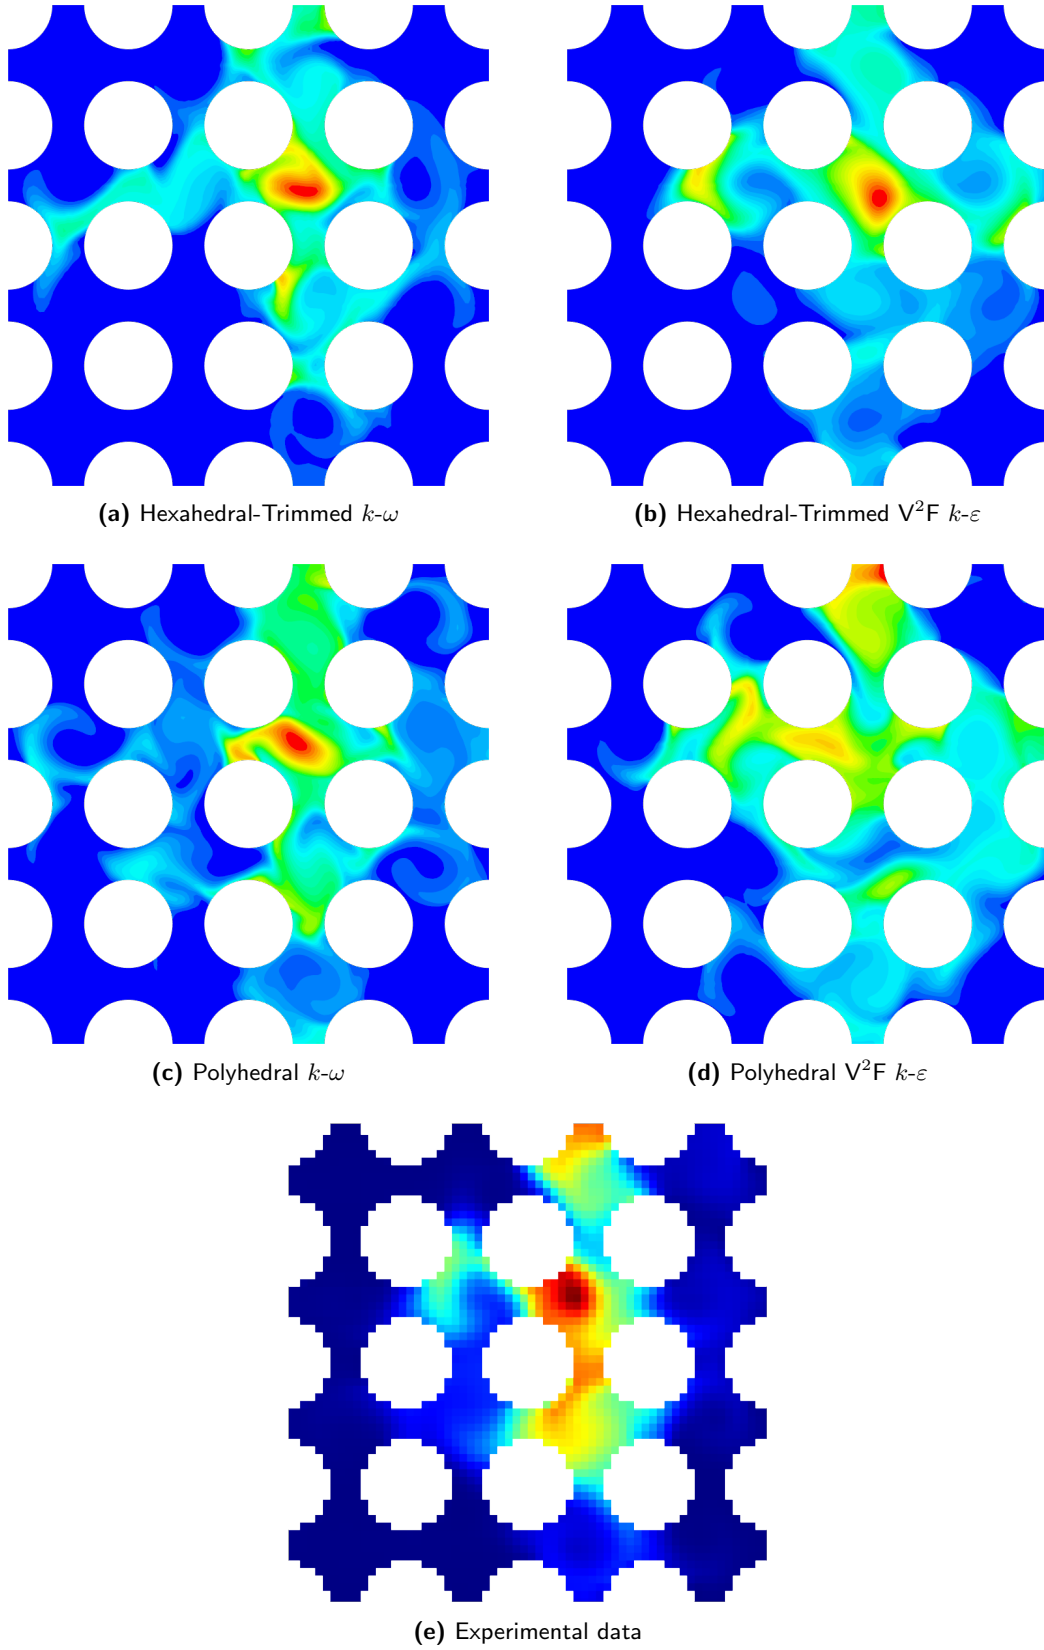 (a) Hexahedral-Trimmed k-ω
(b) Hexahedral-Trimmed V²F k-ε
(c) Polyhedral k-ω
(d) Polyhedral V²F k-ε
(e) Experimental data